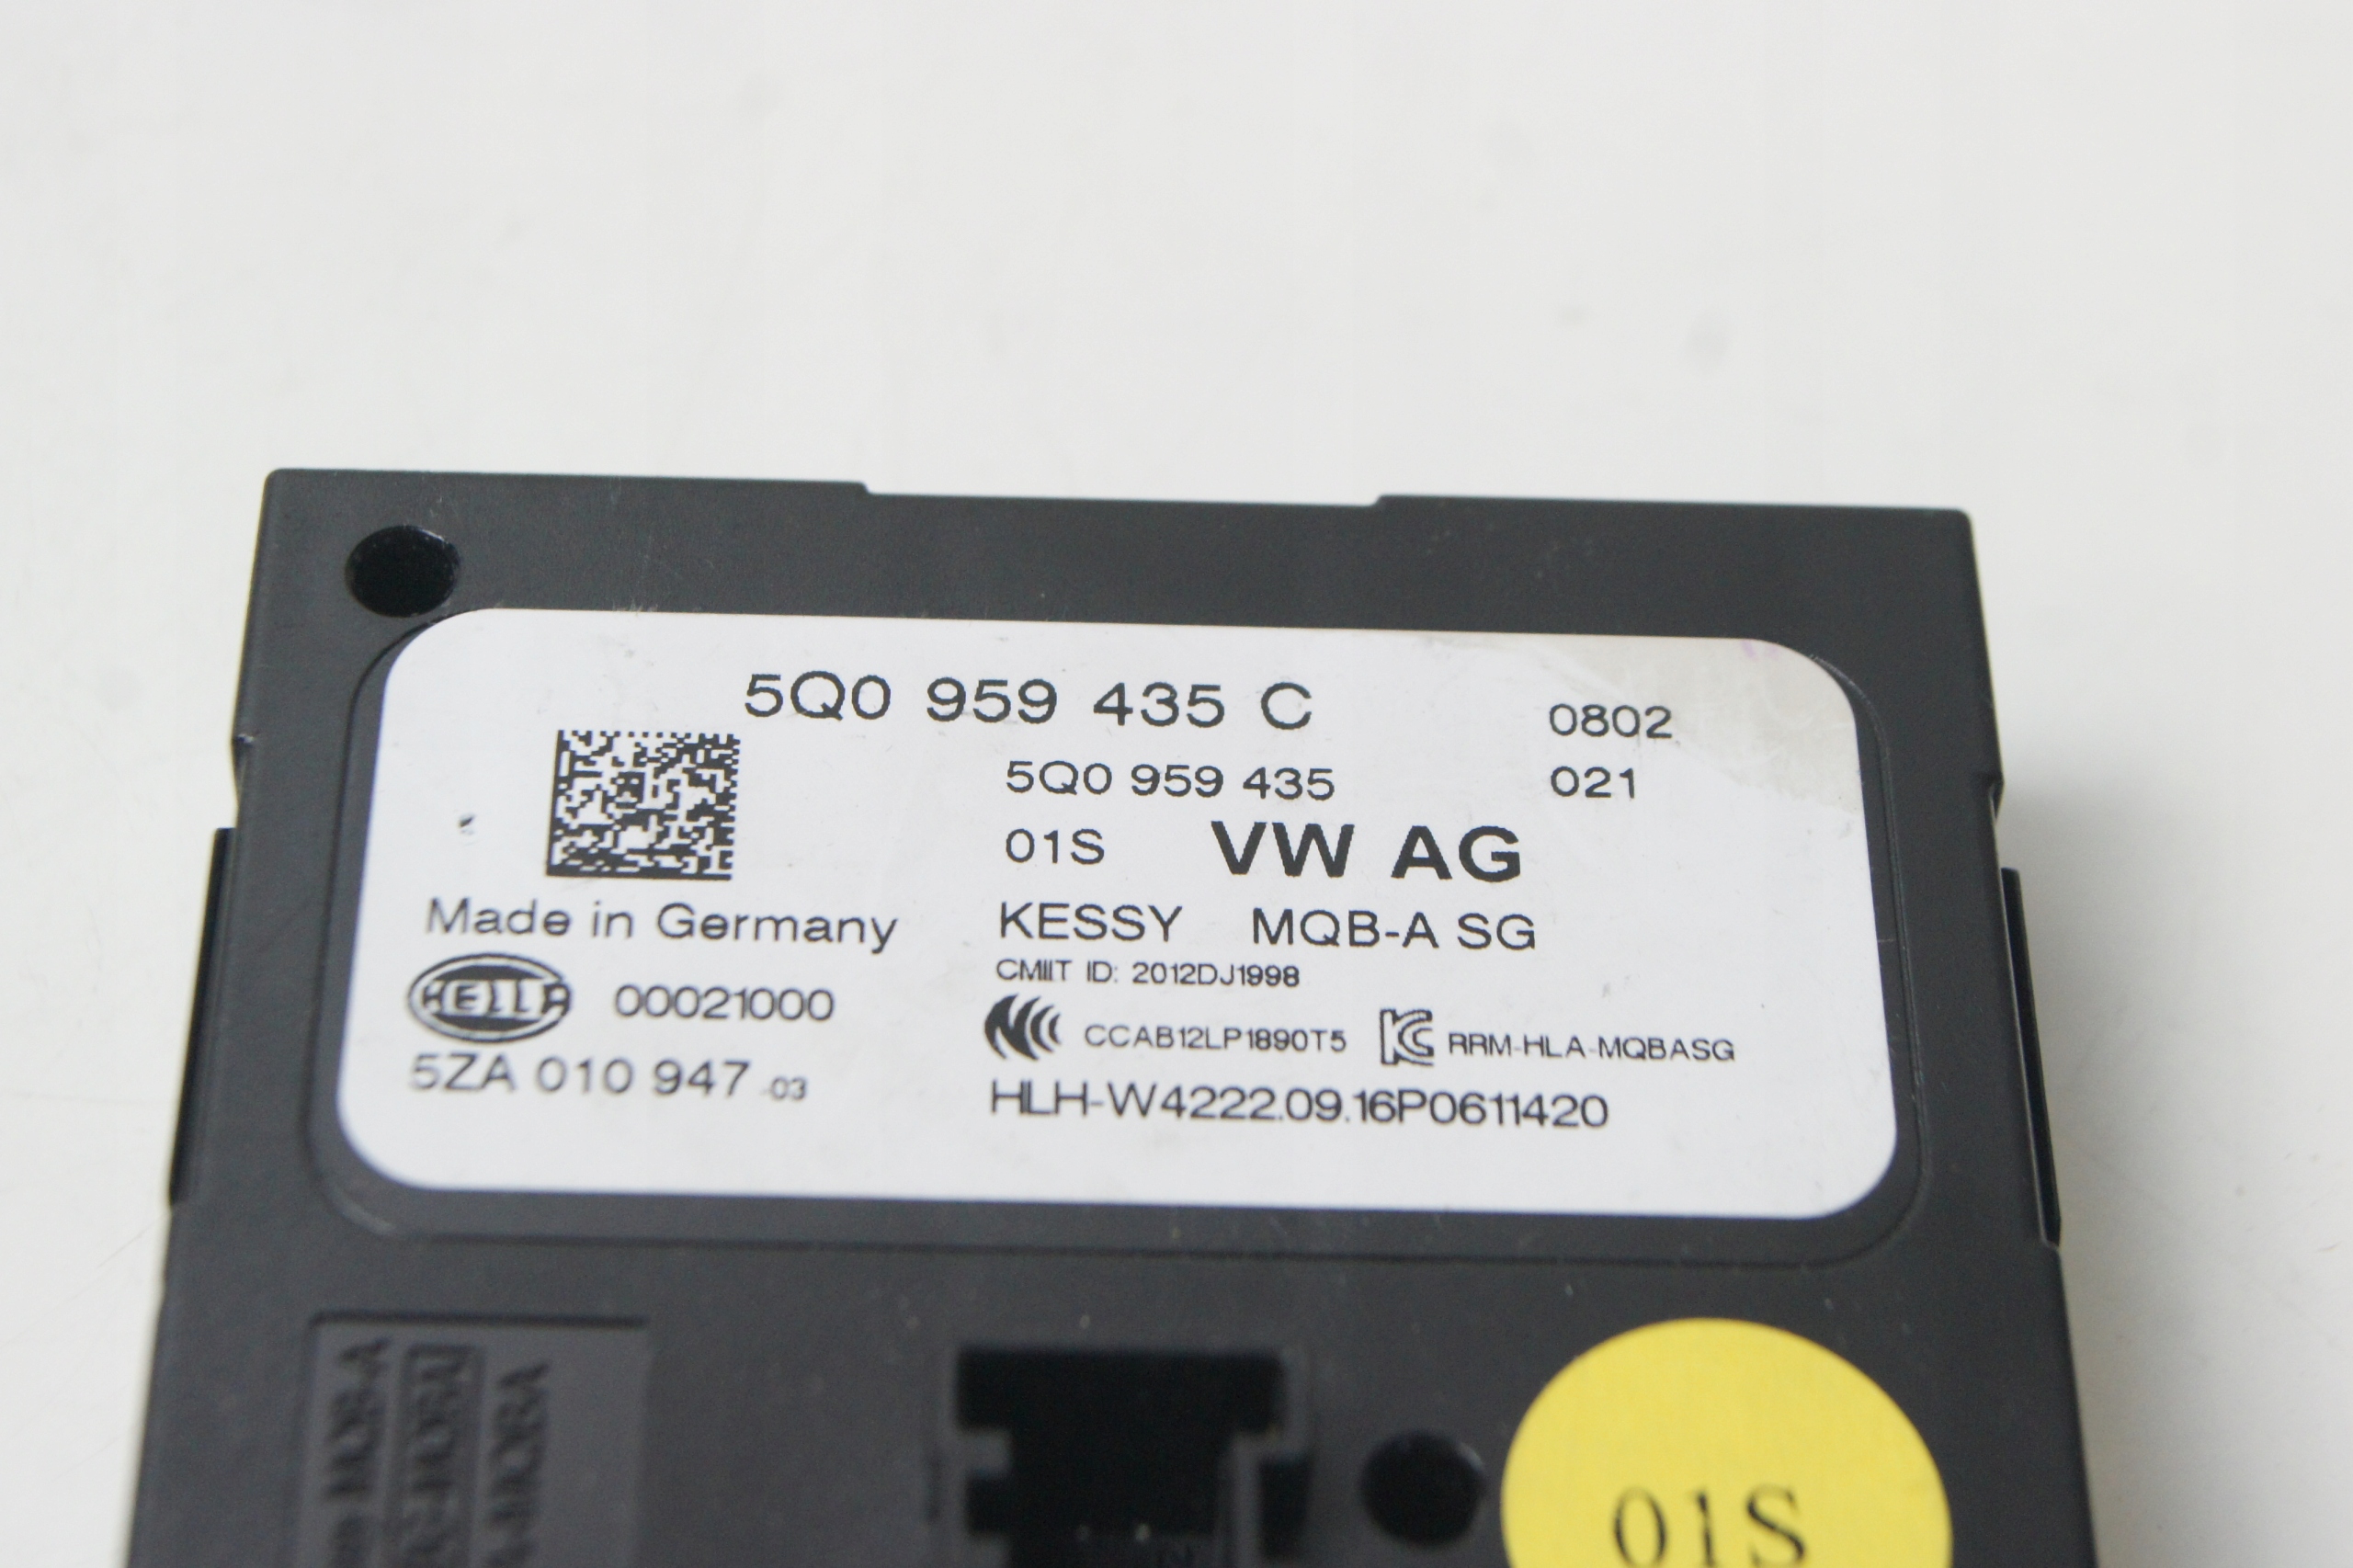 5Q0 959 435 C
0802
5Q0 959 435
021
01S VW AG
Made in Germany
KESSY MQB-A SG
CMIIT ID: 2012DJ1998
HELLA 00021000
CCAB12LP1890T5 KC RRM-HLA-MQBASG
5ZA 010 947 -03
HLH-W4222.09.16P0611420
01S